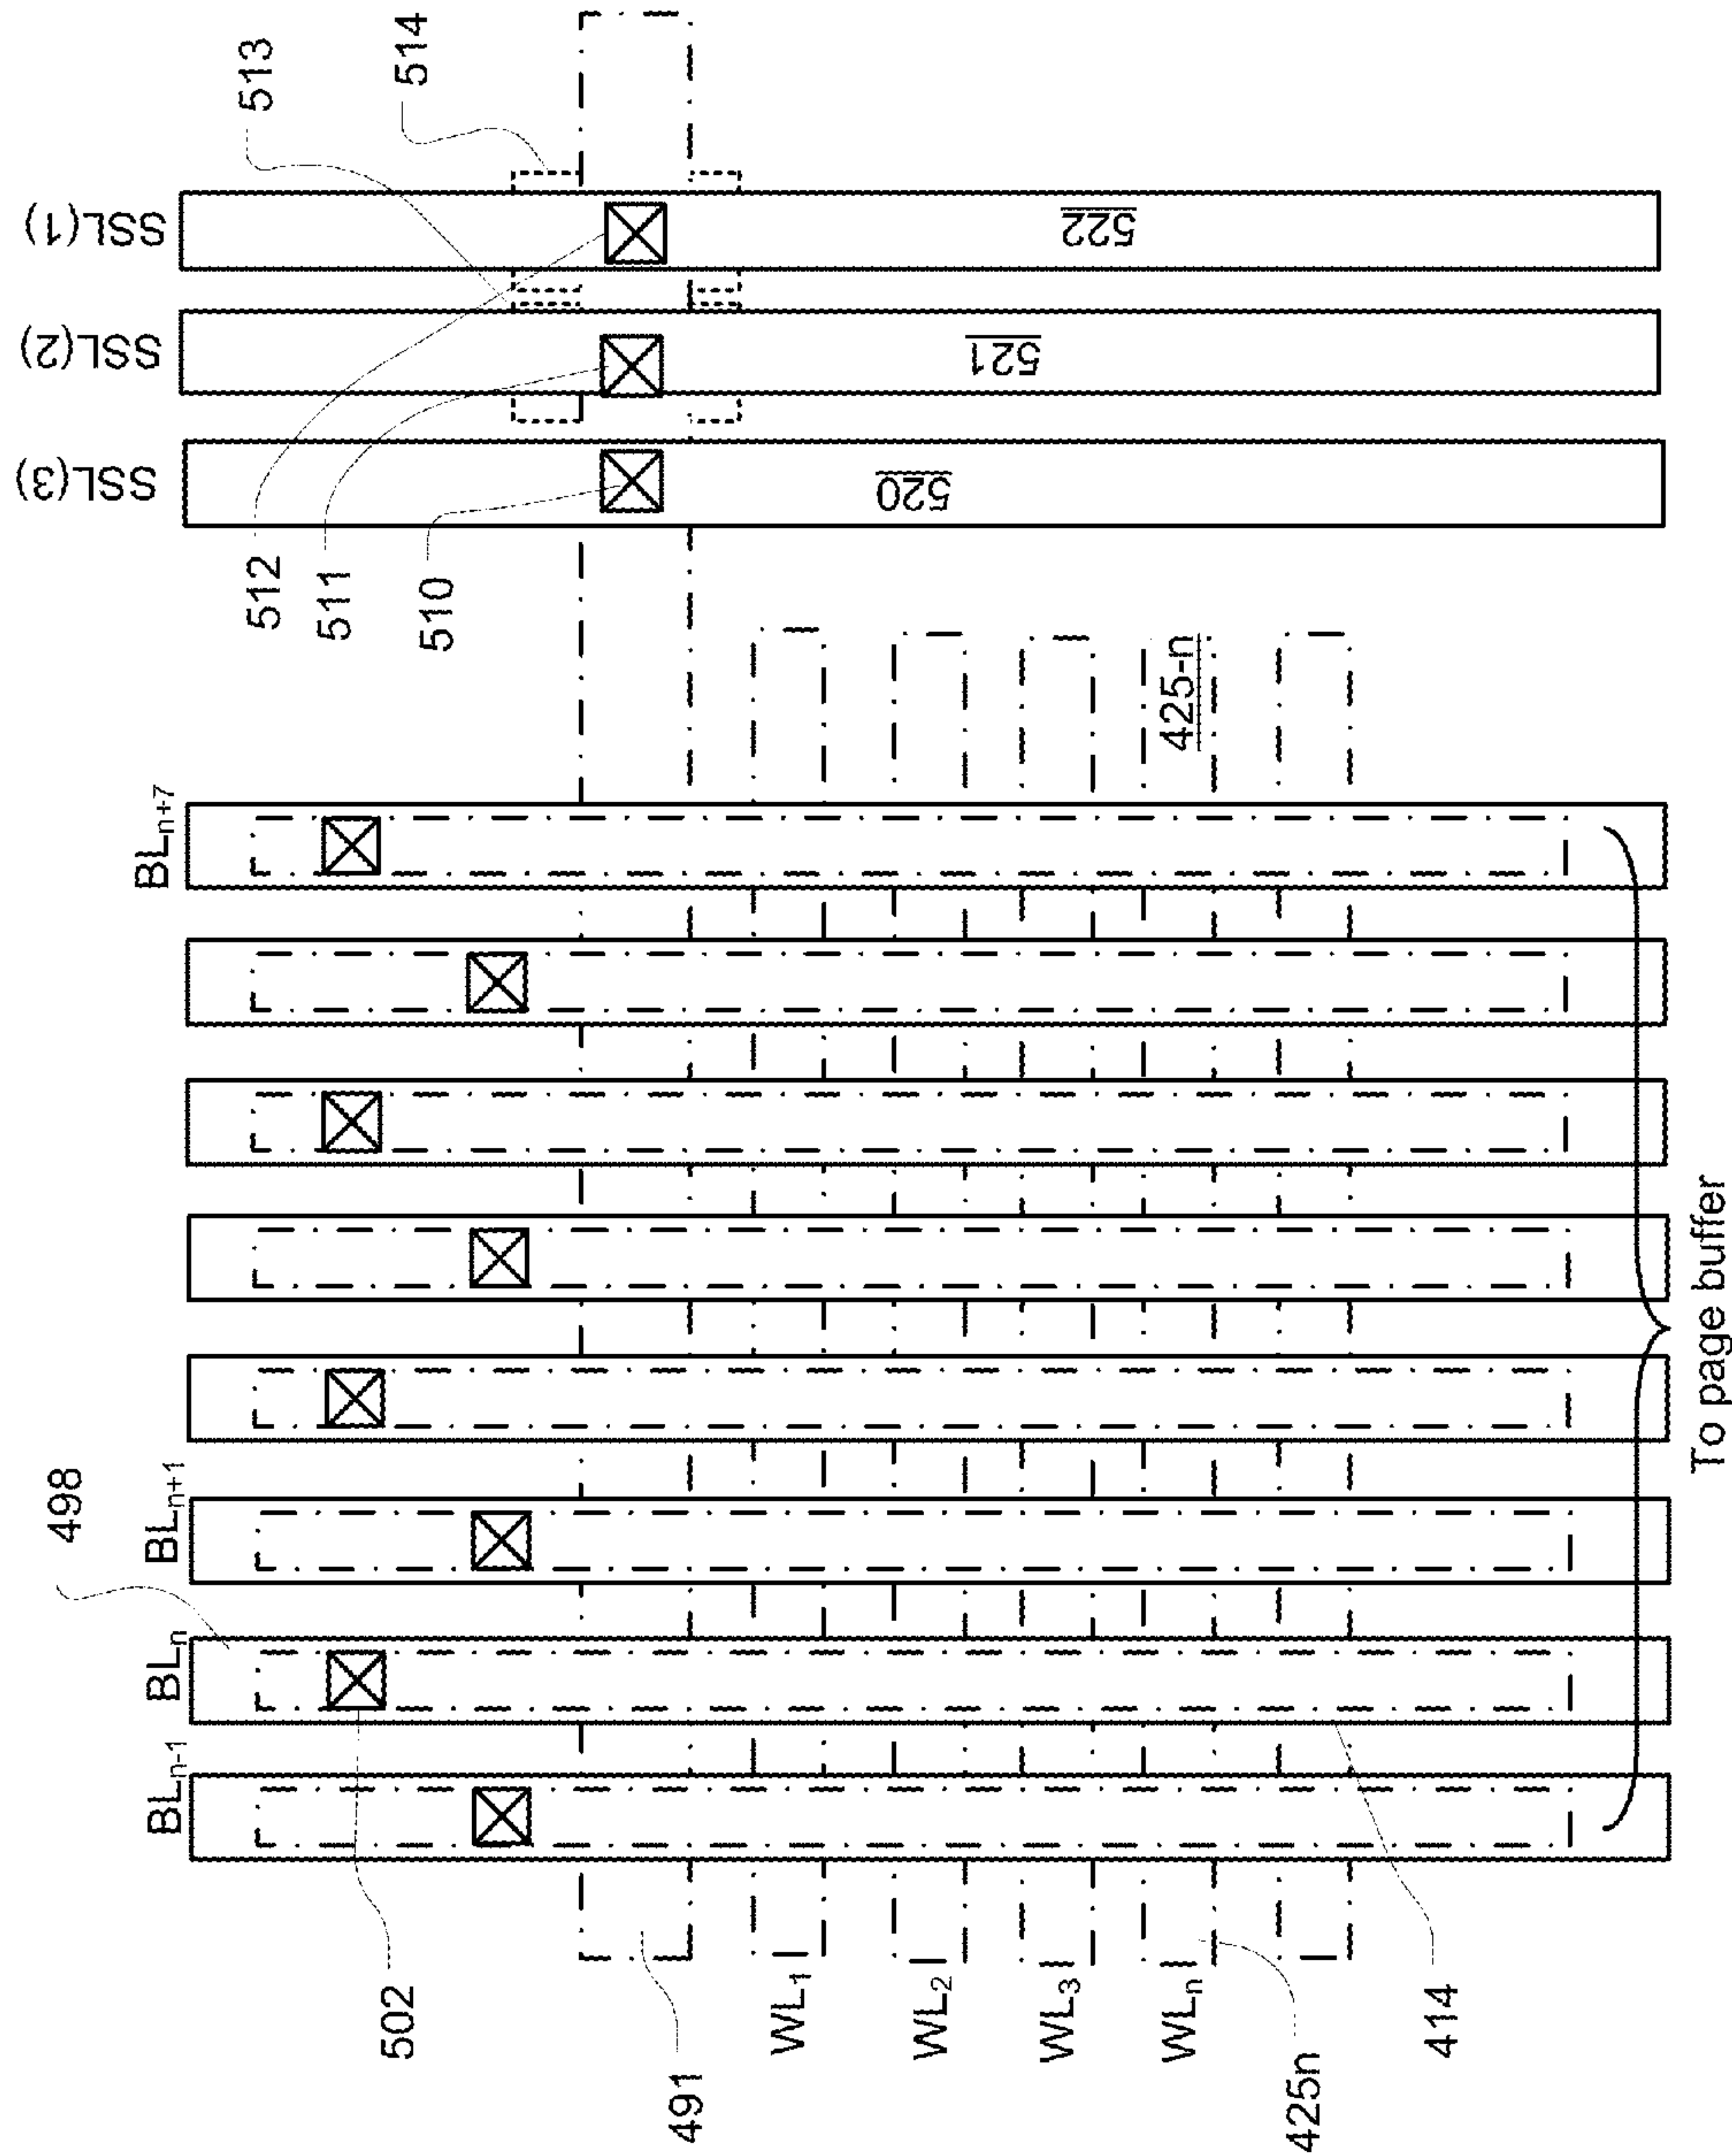 SSL(3)
SSL(2)
SSL(1)
513
514
512
511
510
520
521
522
498
BLn-1
BLn
BLn+1
BLn+7
425-n
502
491
WL1
WL2
WL3
WLn
425n
414
To page buffer